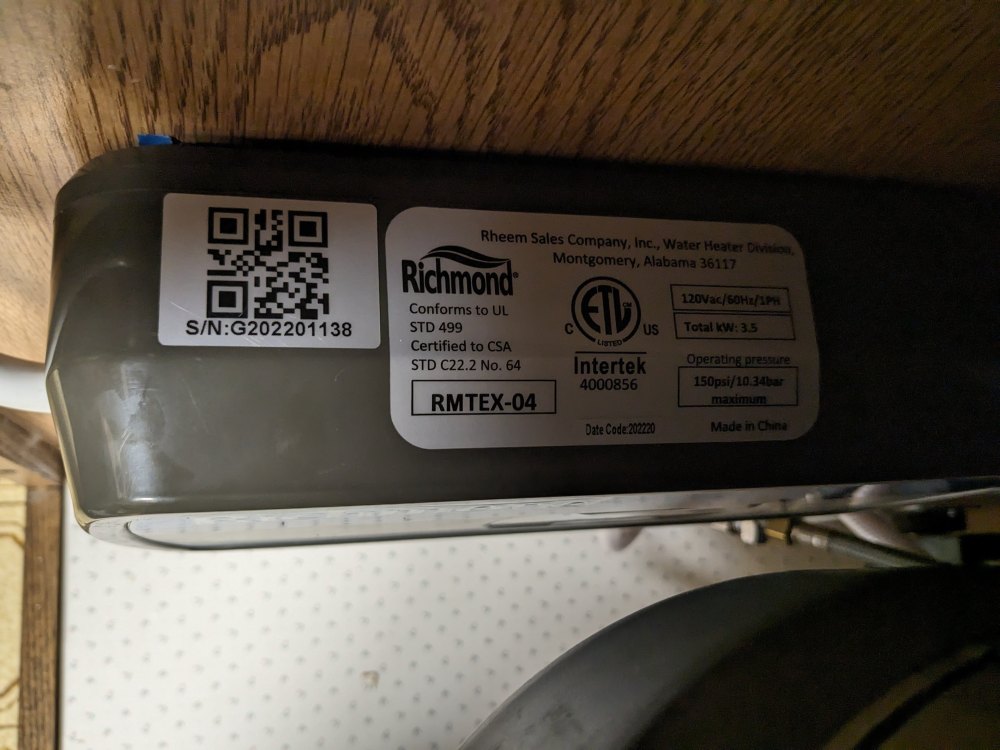 S/N:G202201138
Rheem Sales Company, Inc., Water Heater Division,
Montgomery, Alabama 36117
Richmond®
Conforms to UL
STD 499
Certified to CSA
STD C22.2 No. 64
RMTEX-04
ETL CM
C US
LISTED
Intertek
4000856
120Vac/60Hz/1PH
Total kW: 3.5
Operating pressure
150psi/10.34bar
maximum
Date Code:202220
Made in China